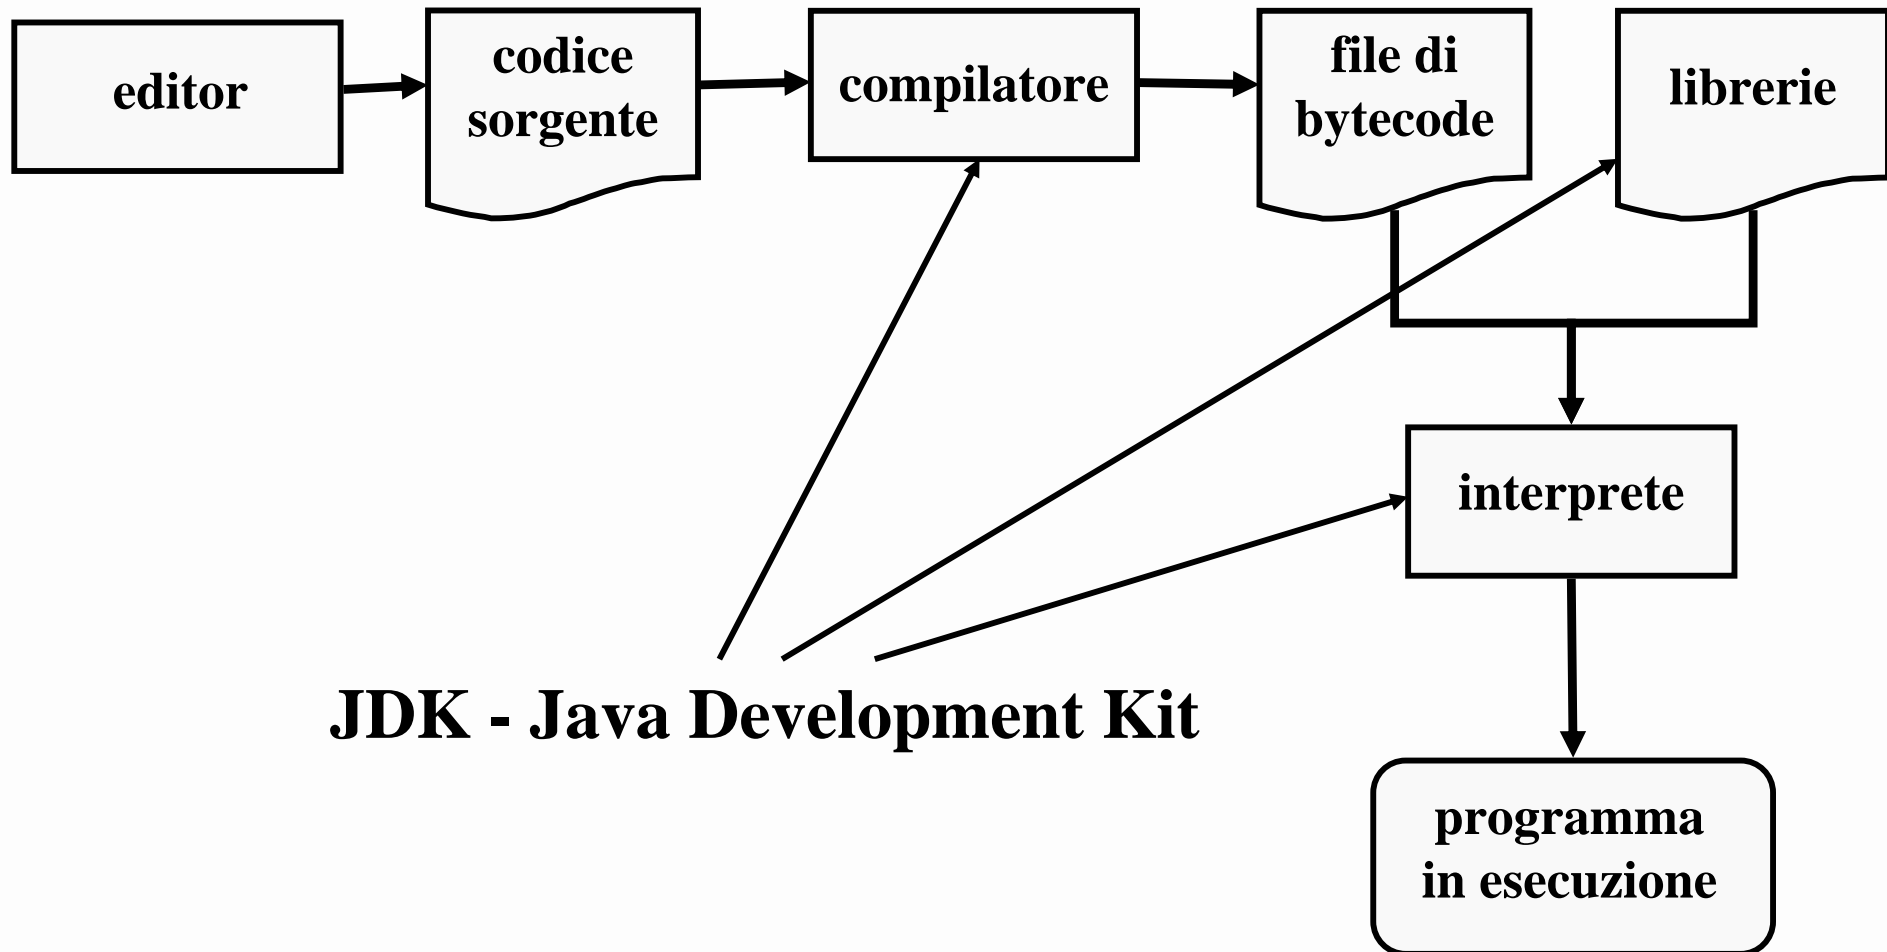 editor
codice
sorgente
compilatore
file di
bytecode
librerie
interprete
JDK - Java Development Kit
programma
in esecuzione